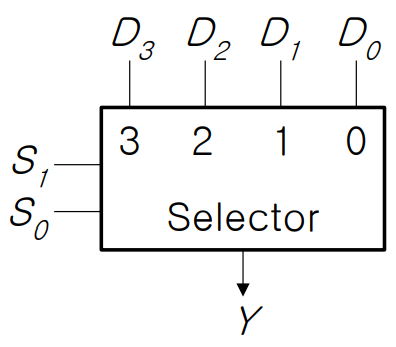 D3 D2 D1 D0
3 2 1 0
S1
S0
Selector
Y